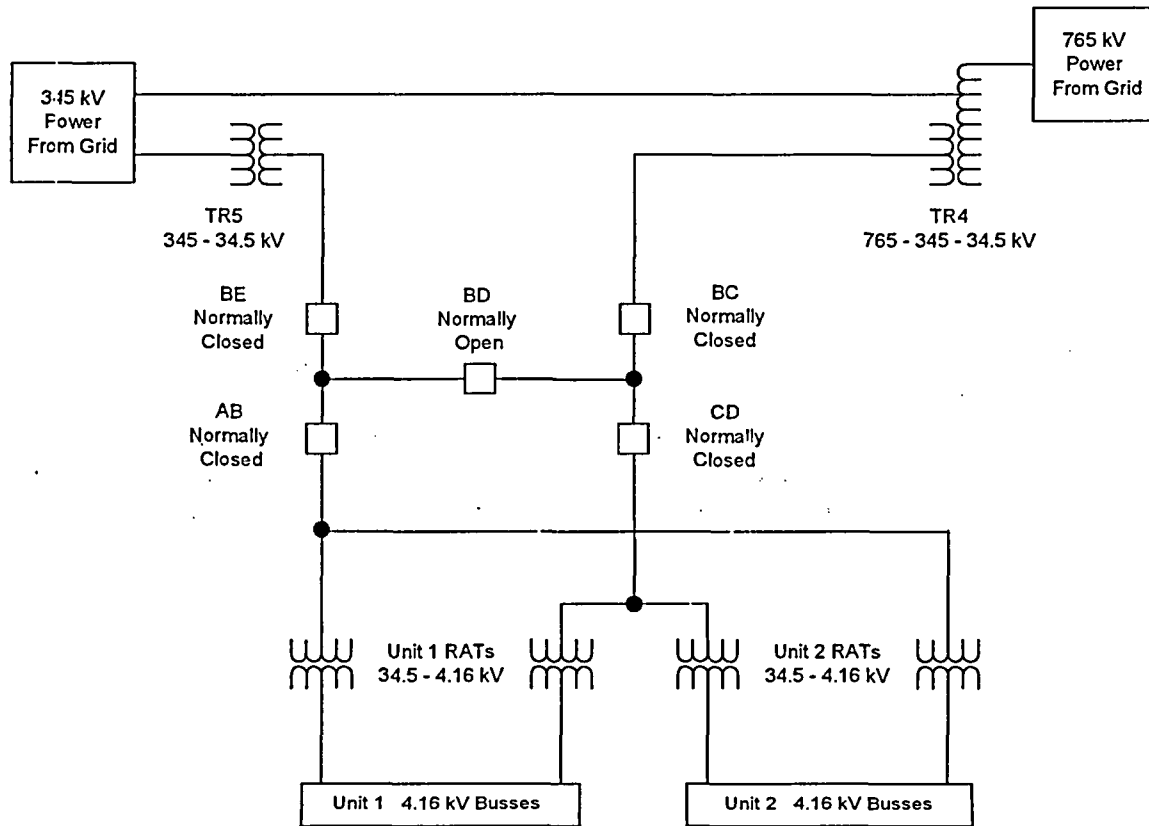 765 kV
Power
From Grid
345 kV
Power
From Grid
TR5
345 - 34.5 kV
TR4
765 - 345 - 34.5 kV
BE
Normally
Closed
BD
Normally
Open
BC
Normally
Closed
AB
Normally
Closed
CD
Normally
Closed
Unit 1 RATs
34.5 - 4.16 kV
Unit 2 RATs
34.5 - 4.16 kV
Unit 1 4.16 kV Busses
Unit 2 4.16 kV Busses